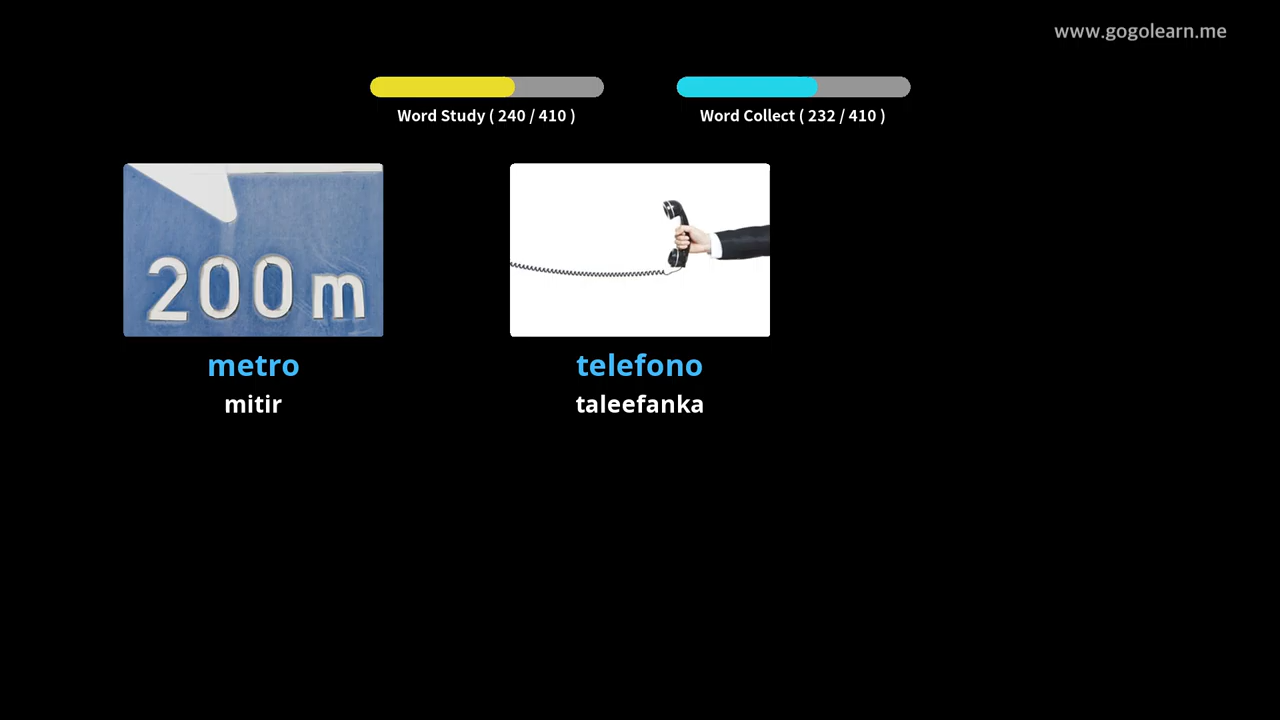 www.gogolearn.me
Word Study ( 240 / 410 )
Word Collect ( 232 / 410 )
200 m
metro
mitir
telefono
taleefanka